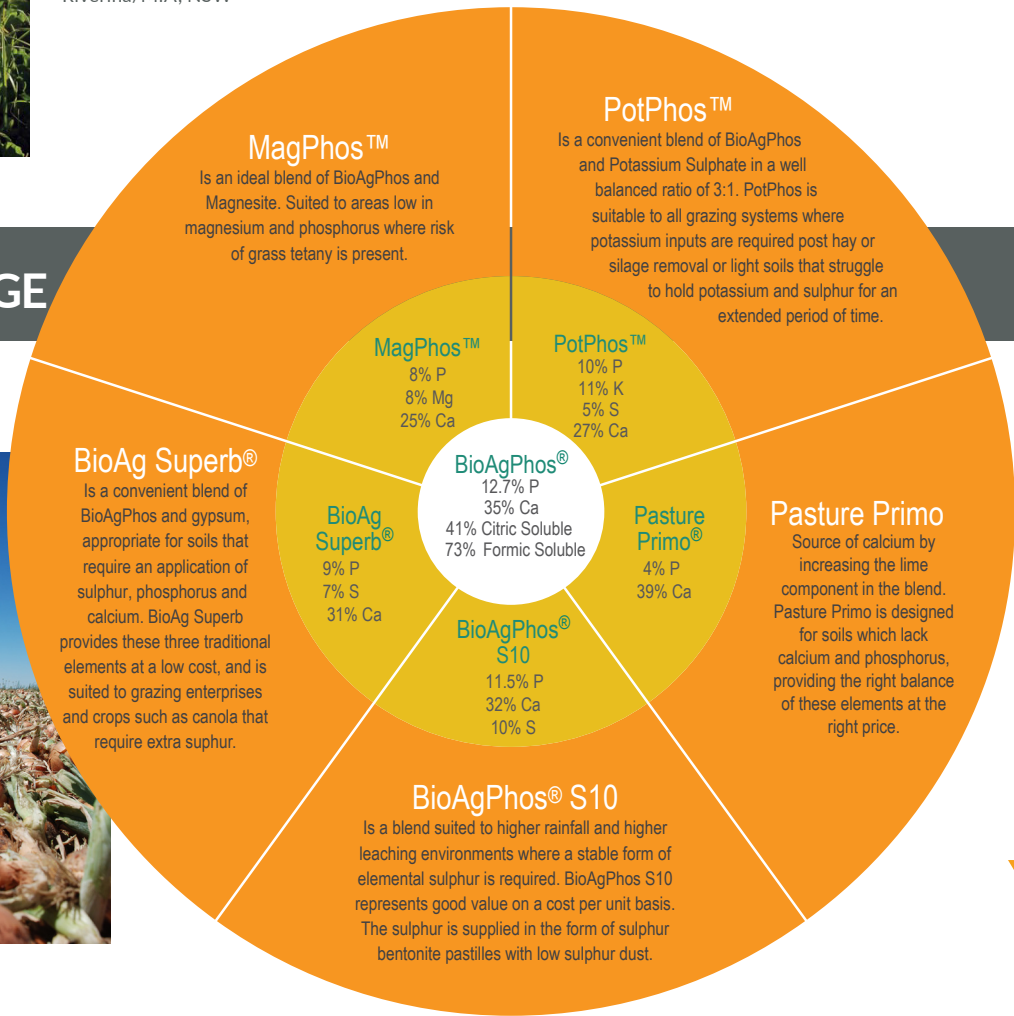 GE
MagPhos™
Is an ideal blend of BioAgPhos and
Magnesite. Suited to areas low in
magnesium and phosphorus where risk
of grass tetany is present.
PotPhos™
Is a convenient blend of BioAgPhos
and Potassium Sulphate in a well
balanced ratio of 3:1. PotPhos is
suitable to all grazing systems where
potassium inputs are required post hay or
silage removal or light soils that struggle
to hold potassium and sulphur for an
extended period of time.
MagPhos™
8% P
8% Mg
25% Ca
PotPhos™
10% P
11% K
5% S
27% Ca
BioAgPhos®
12.7% P
35% Ca
41% Citric Soluble
73% Formic Soluble
BioAg Superb®
Is a convenient blend of
BioAgPhos and gypsum,
appropriate for soils that
require an application of
sulphur, phosphorus and
calcium. BioAg Superb
provides these three traditional
elements at a low cost, and is
suited to grazing enterprises
and crops such as canola that
require extra suphur.
BioAg
Superb®
9% P
7% S
31% Ca
Pasture
Primo®
4% P
39% Ca
Pasture Primo
Source of calcium by
increasing the lime
component in the blend.
Pasture Primo is designed
for soils which lack
calcium and phosphorus,
providing the right balance
of these elements at the
right price.
BioAgPhos®
S10
11.5% P
32% Ca
10% S
BioAgPhos® S10
Is a blend suited to higher rainfall and higher
leaching environments where a stable form of
elemental sulphur is required. BioAgPhos S10
represents good value on a cost per unit basis.
The sulphur is supplied in the form of sulphur
bentonite pastilles with low sulphur dust.